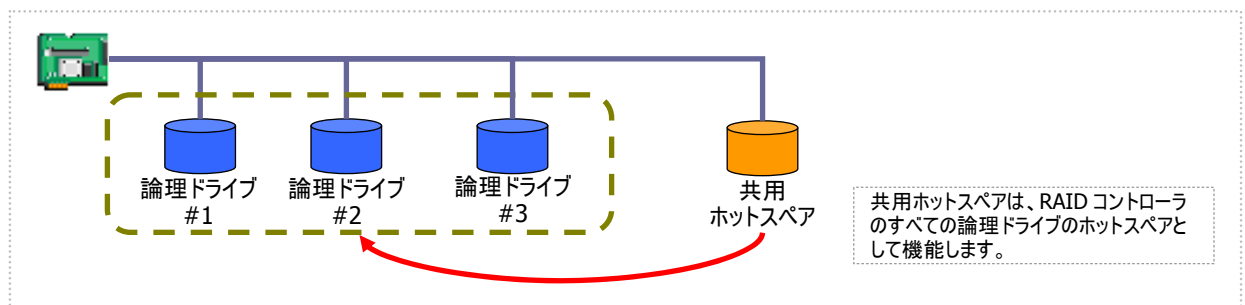 論理ドライブ
#1
論理ドライブ
#2
論理ドライブ
#3
共用
ホットスペア
共用ホットスペアは、RAID コントローラ
のすべての論理ドライブのホットスペアと
して機能します。